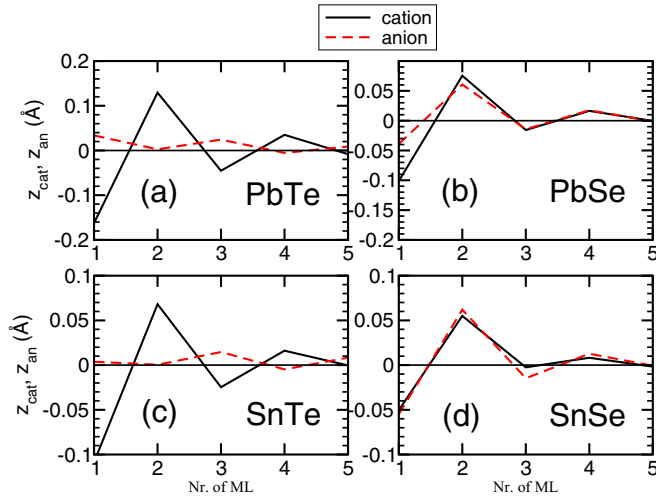 cation
anion
z_cat, z_an (Å)
0.2
0.1
0
-0.1
-0.2
1 2 3 4 5
(a) PbTe
0.05
0
-0.05
-0.1
-0.15
-0.2
1 2 3 4 5
(b) PbSe
z_cat, z_an (Å)
0.1
0.05
0
-0.05
-0.1
1 2 3 4 5
(c) SnTe
Nr. of ML
0.1
0.05
0
-0.05
-0.1
1 2 3 4 5
(d) SnSe
Nr. of ML